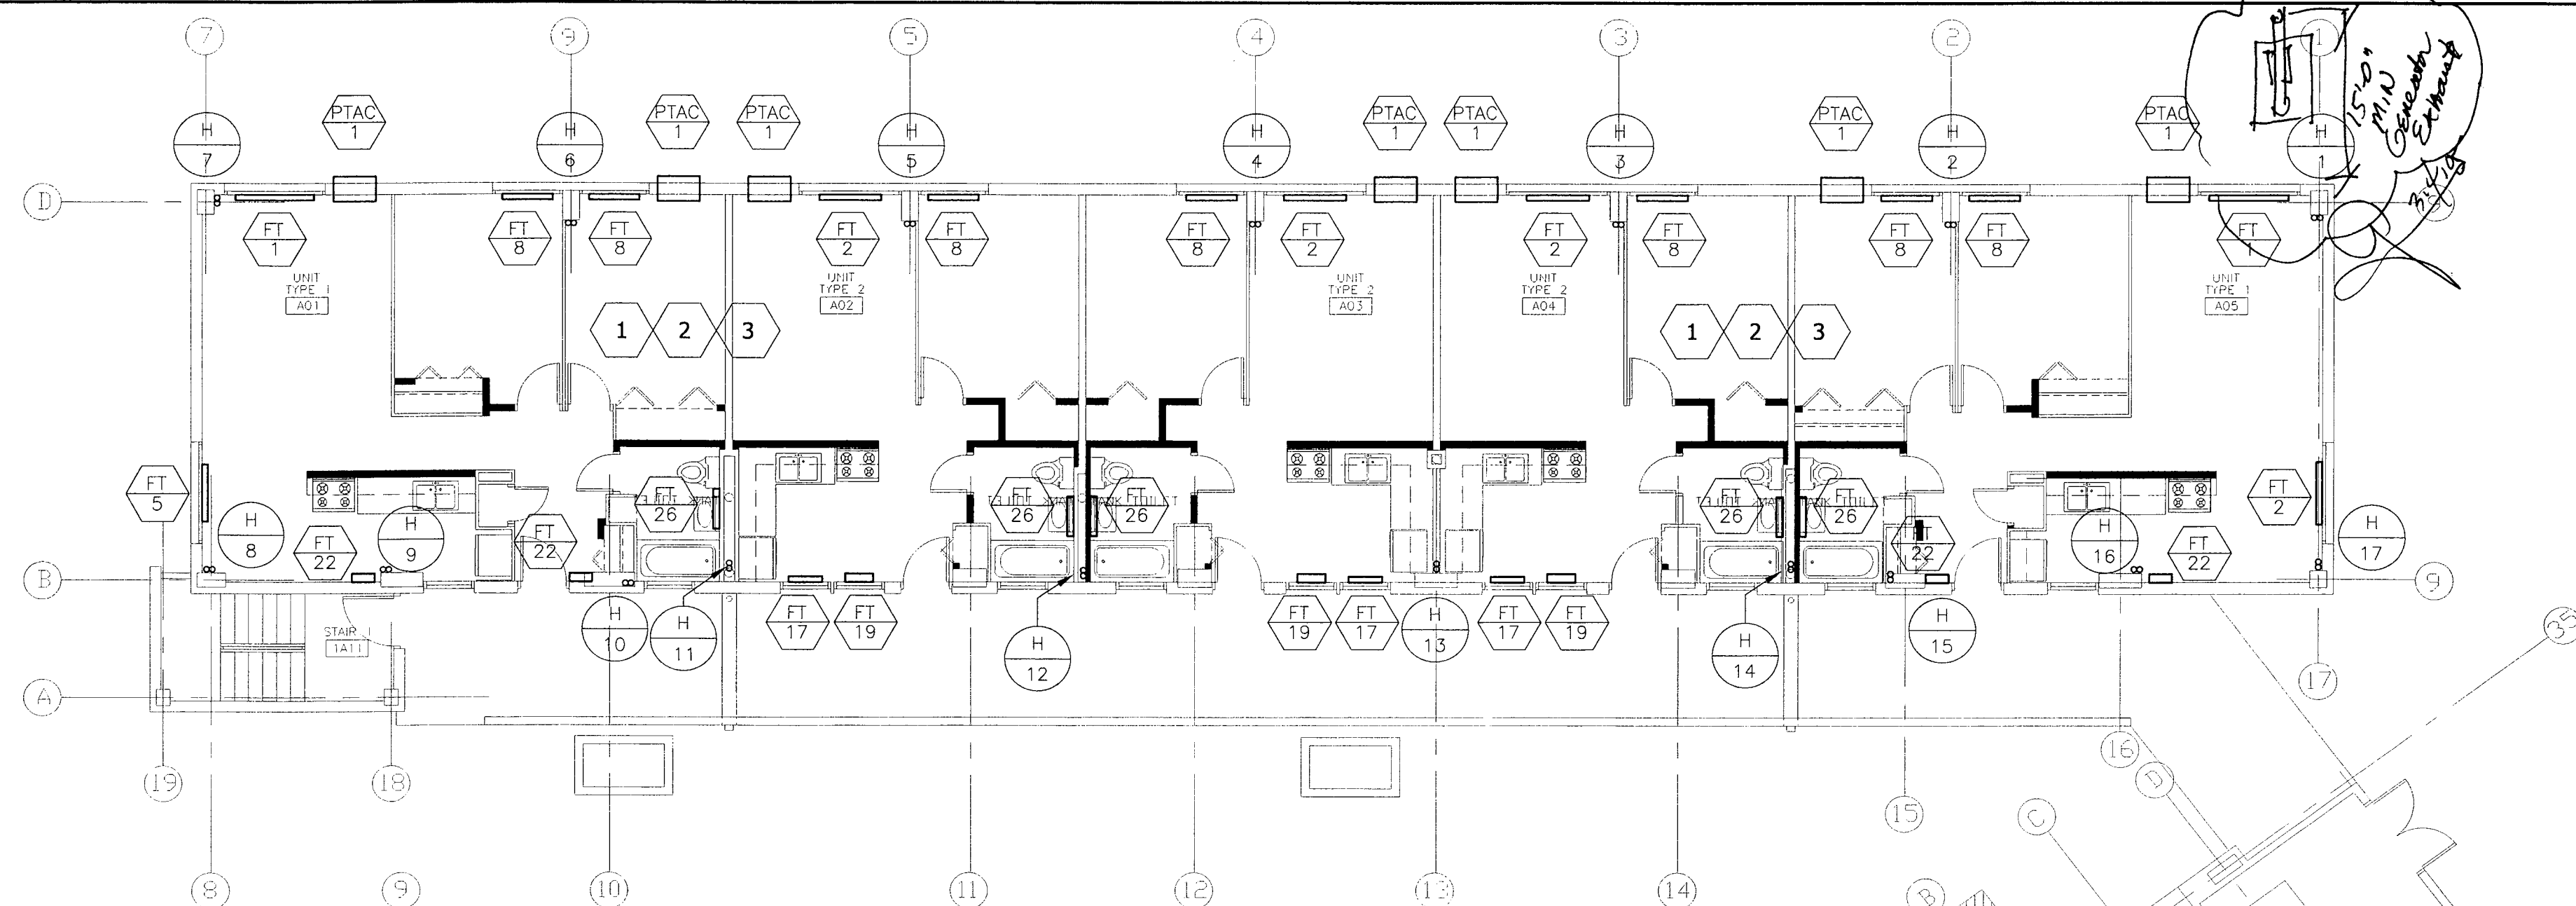 7
9
5
4
3
2
1
15'-0"
MIN
Generator
Exhaust
3/4/10
PTAC
1
PTAC
1
PTAC
1
PTAC
1
PTAC
1
PTAC
1
PTAC
1
H
7
H
6
H
5
H
4
H
3
H
2
H
1
D
FT
1
FT
8
FT
8
FT
2
FT
8
FT
8
FT
2
FT
2
FT
8
FT
8
FT
8
FT
1
UNIT
TYPE 1
A01
UNIT
TYPE 2
A02
UNIT
TYPE 2
A03
UNIT
TYPE 2
A04
UNIT
TYPE 1
A05
1 2 3
1 2 3
FT
5
H
8
FT
22
H
9
FT
22
FT
26
FT
26
FT
26
FT
26
FT
26
FT
22
H
16
FT
22
FT
2
H
17
B
9
H
10
H
11
FT
17
FT
19
H
12
FT
19
FT
17
H
13
FT
17
FT
19
H
14
H
15
STAIR 1
1A11
A
35
17
19
18
16
D
15
C
8
9
10
11
12
13
14
B